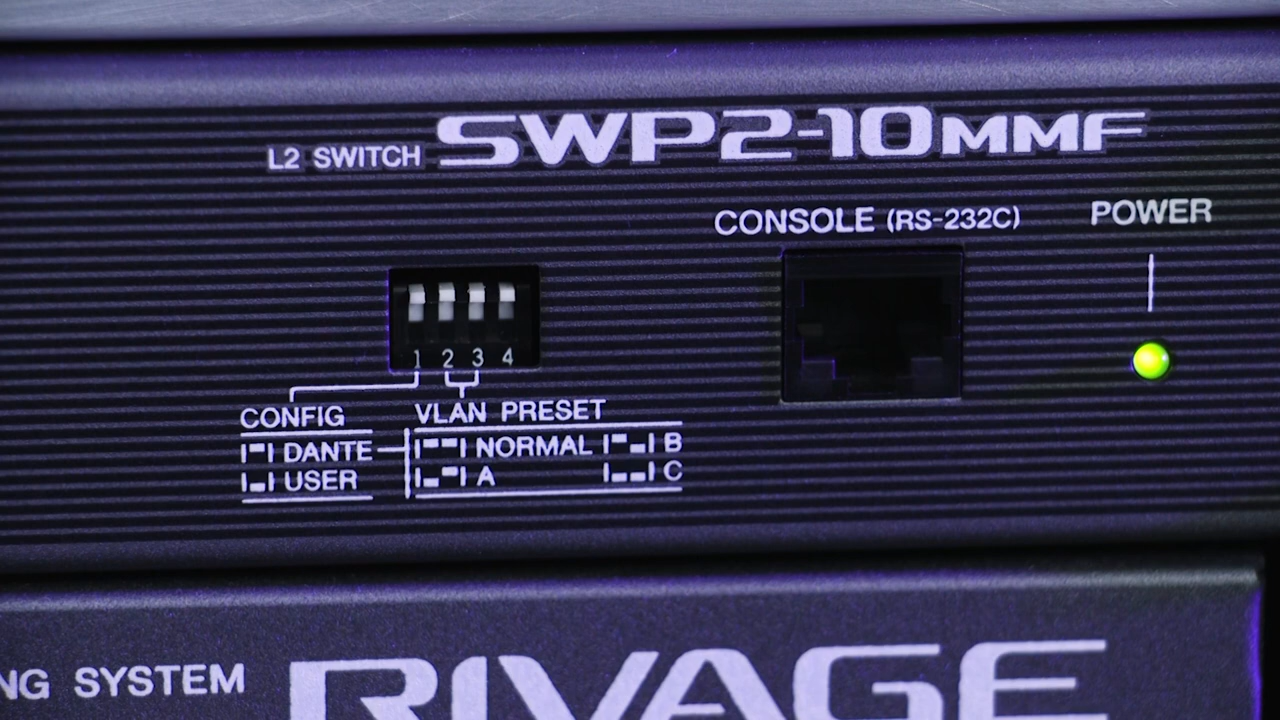 L2 SWITCH SWP2-10MMF
CONSOLE (RS-232C)
POWER
1 2 3 4
CONFIG
DANTE
USER
VLAN PRESET
NORMAL B
A C
NG SYSTEM RIVAGE